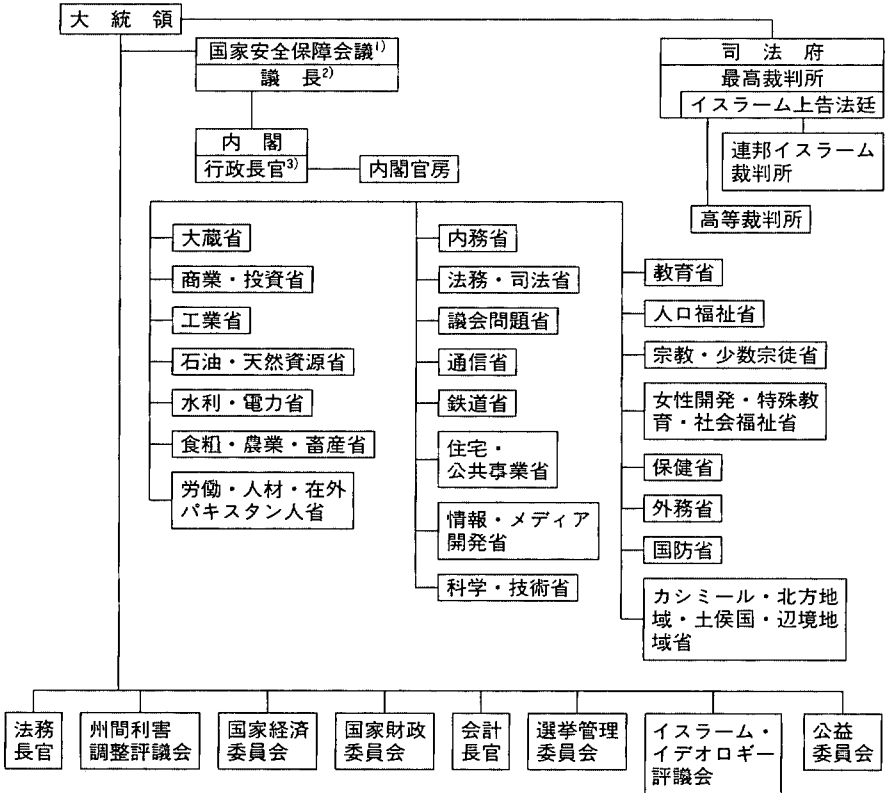 大統領
国家安全保障会議1)
議長2)
内閣
行政長官3)
内閣官房
司法府
最高裁判所
イスラーム上告法廷
連邦イスラーム
裁判所
高等裁判所
大蔵省
商業・投資省
工業省
石油・天然資源省
水利・電力省
食粗・農業・畜産省
労働・人材・在外
パキスタン人省
内務省
法務・司法省
議会問題省
通信省
鉄道省
住宅・
公共事業省
情報・メディア
開発省
科学・技術省
教育省
人口福祉省
宗教・少数宗徒省
女性開発・特殊教
育・社会福祉省
保健省
外務省
国防省
カシミール・北方地
域・土侯国・辺境地
域省
法務
長官
州間利害
調整評議会
国家経済
委員会
国家財政
委員会
会計
長官
選挙管理
委員会
イスラーム・
イデオロギー
評議会
公益
委員会